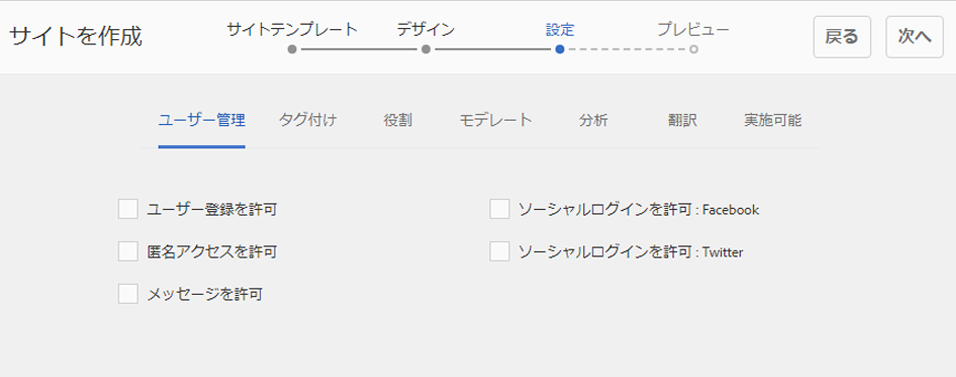 サイトを作成
サイトテンプレート デザイン 設定 プレビュー
戻る 次へ
ユーザー管理 タグ付け 役割 モデレート 分析 翻訳 実施可能
ユーザー登録を許可 ソーシャルログインを許可 : Facebook
匿名アクセスを許可 ソーシャルログインを許可 : Twitter
メッセージを許可